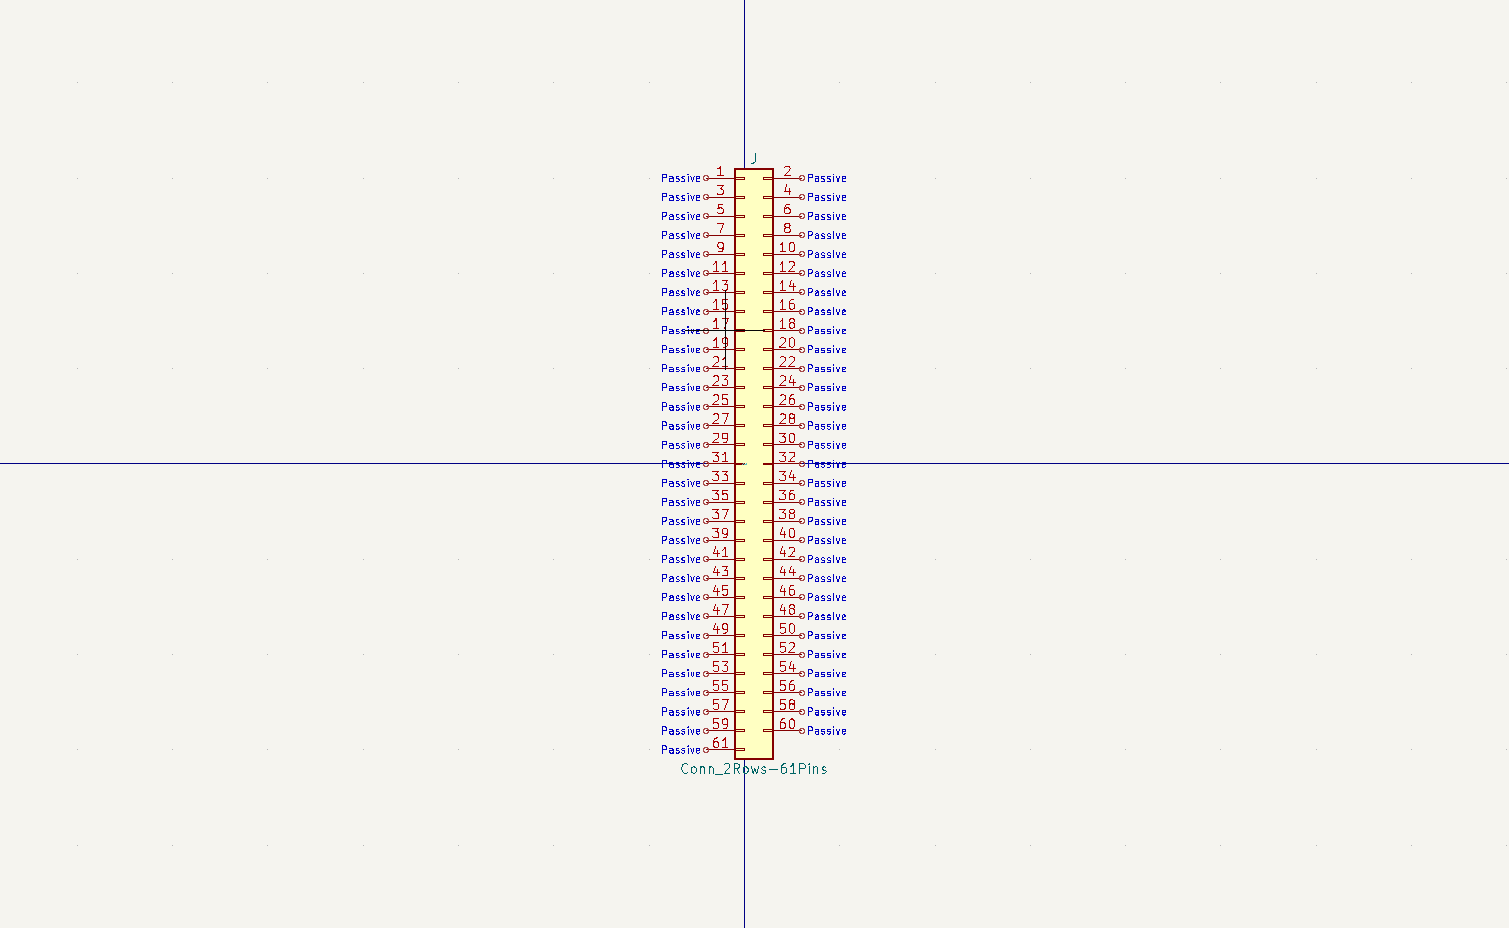 J
Passive 1 2 Passive
Passive 3 4 Passive
Passive 5 6 Passive
Passive 7 8 Passive
Passive 9 10 Passive
Passive 11 12 Passive
Passive 13 14 Passive
Passive 15 16 Passive
Passive 17 18 Passive
Passive 19 20 Passive
Passive 21 22 Passive
Passive 23 24 Passive
Passive 25 26 Passive
Passive 27 28 Passive
Passive 29 30 Passive
Passive 31 32 Passive
Passive 33 34 Passive
Passive 35 36 Passive
Passive 37 38 Passive
Passive 39 40 Passive
Passive 41 42 Passive
Passive 43 44 Passive
Passive 45 46 Passive
Passive 47 48 Passive
Passive 49 50 Passive
Passive 51 52 Passive
Passive 53 54 Passive
Passive 55 56 Passive
Passive 57 58 Passive
Passive 59 60 Passive
Passive 61
Conn_2Rows-61Pins